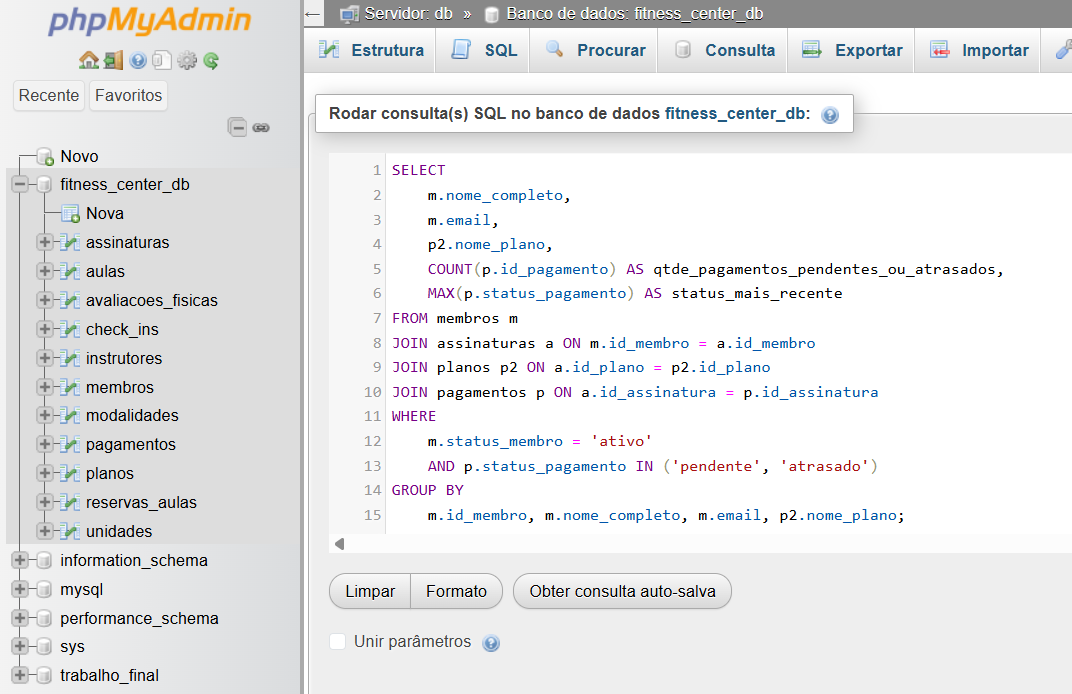 phpMyAdmin
Recente Favoritos
Novo
fitness_center_db
Nova
assinaturas
aulas
avaliacoes_fisicas
check_ins
instrutores
membros
modalidades
pagamentos
planos
reservas_aulas
unidades
information_schema
mysql
performance_schema
sys
trabalho_final
← Servidor: db » Banco de dados: fitness_center_db
Estrutura SQL Procurar Consulta Exportar Importar
Rodar consulta(s) SQL no banco de dados fitness_center_db:
1 SELECT
2 m.nome_completo,
3 m.email,
4 p2.nome_plano,
5 COUNT(p.id_pagamento) AS qtde_pagamentos_pendentes_ou_atrasados,
6 MAX(p.status_pagamento) AS status_mais_recente
7 FROM membros m
8 JOIN assinaturas a ON m.id_membro = a.id_membro
9 JOIN planos p2 ON a.id_plano = p2.id_plano
10 JOIN pagamentos p ON a.id_assinatura = p.id_assinatura
11 WHERE
12 m.status_membro = 'ativo'
13 AND p.status_pagamento IN ('pendente', 'atrasado')
14 GROUP BY
15 m.id_membro, m.nome_completo, m.email, p2.nome_plano;
Limpar Formato Obter consulta auto-salva
Unir parâmetros